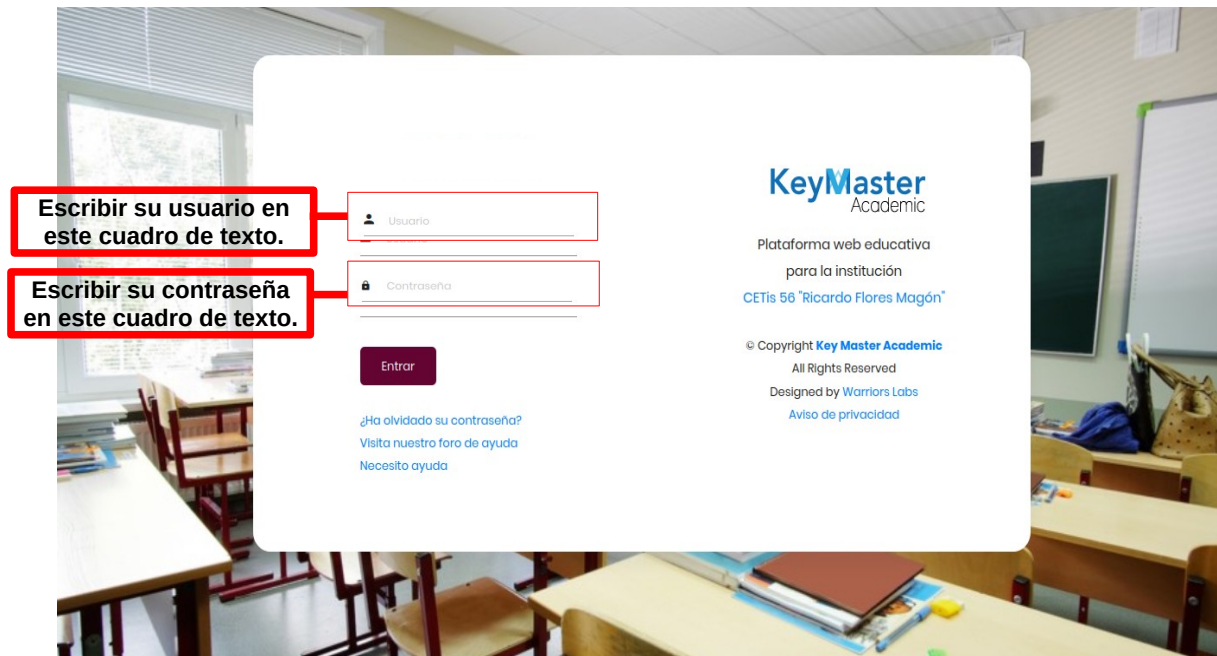 Escribir su usuario en
este cuadro de texto.
Usuario
Escribir su contraseña
en este cuadro de texto.
Contraseña
Entrar
¿Ha olvidado su contraseña?
Visita nuestro foro de ayuda
Necesito ayuda
KeyMaster
Academic
Plataforma web educativa
para la institución
CETis 56 "Ricardo Flores Magón"
© Copyright Key Master Academic
All Rights Reserved
Designed by Warriors Labs
Aviso de privacidad